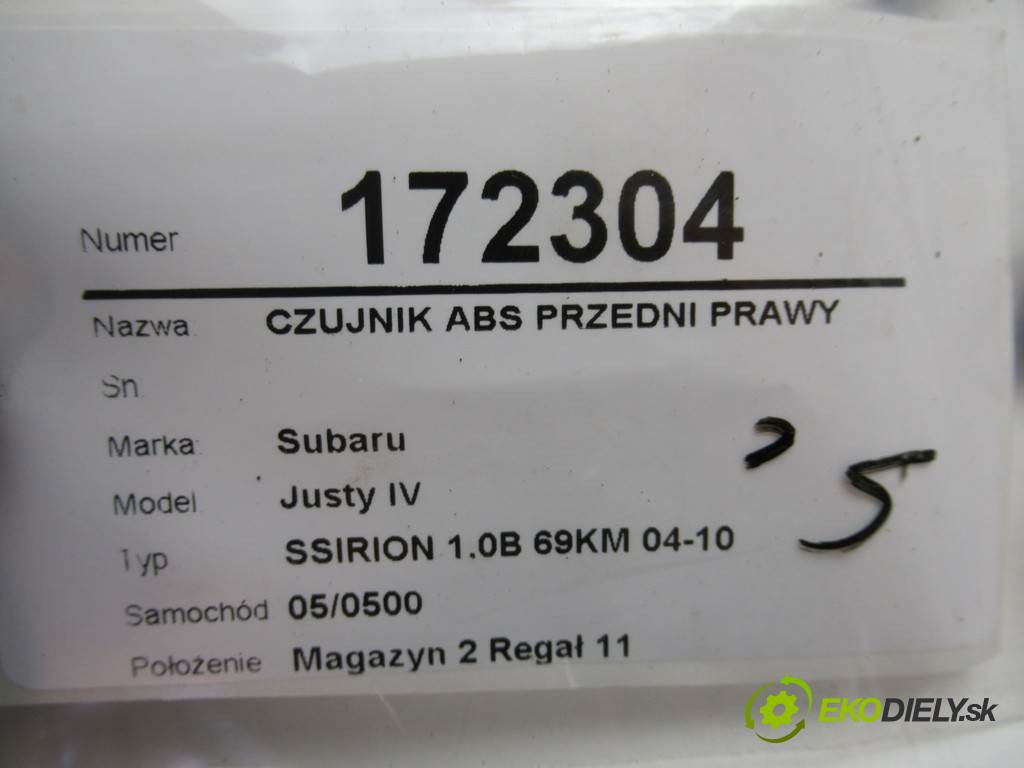 Numer 172304
Nazwa CZUJNIK ABS PRZEDNI PRAWY
Sn.
Marka: Subaru
Model Justy IV
Typ SSIRION 1.0B 69KM 04-10
Samochód 05/0500
Położenie Magazyn 2 Regał 11
5
EKODIELY.sk